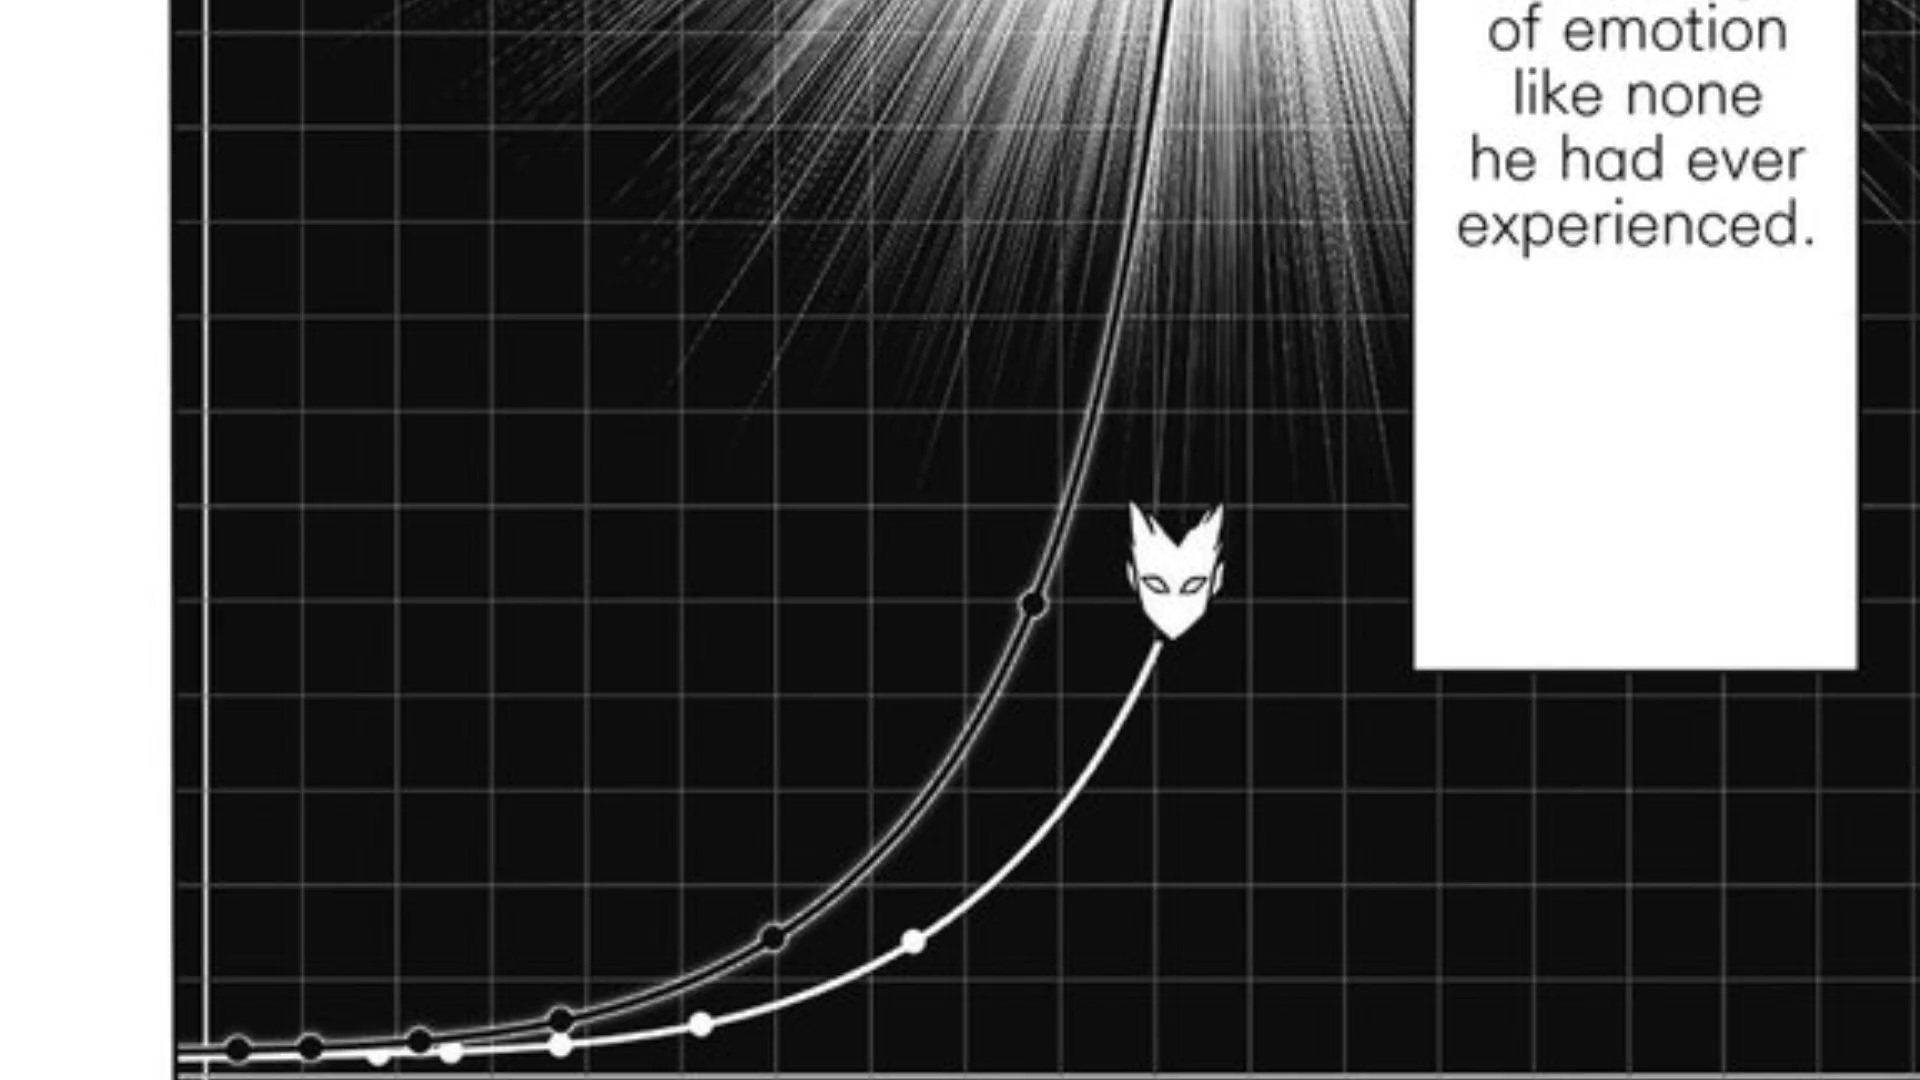 of emotion
like none
he had ever
experienced.